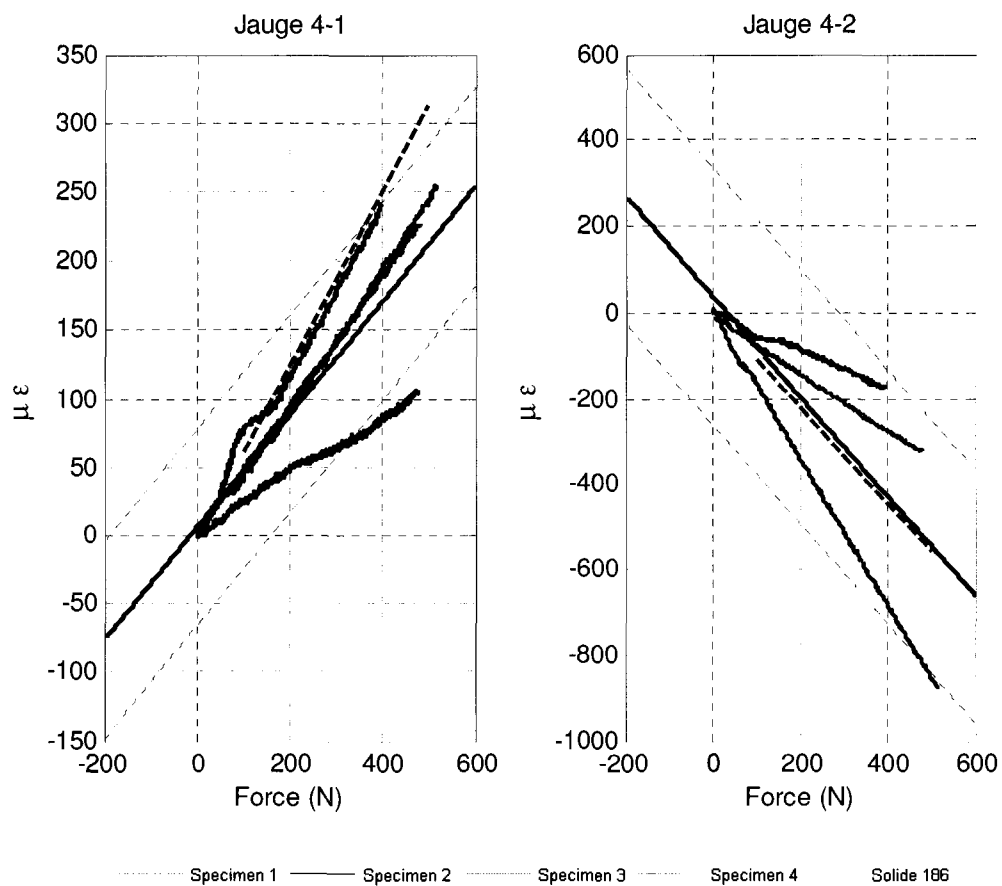 Jauge 4-1
350
300
250
200
150
100
50
0
-50
-100
-150
-200 0 200 400 600
Force (N)
μ ε
Jauge 4-2
600
400
200
0
-200
-400
-600
-800
-1000
-200 0 200 400 600
Force (N)
μ ε
Specimen 1 Specimen 2 Specimen 3 Specimen 4 Solide 186